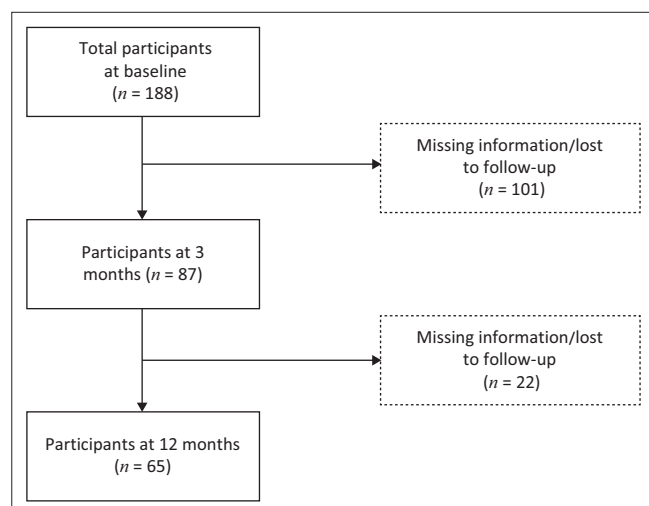 Total participants
at baseline
(n = 188)
Missing information/lost
to follow-up
(n = 101)
Participants at 3
months (n = 87)
Missing information/lost
to follow-up
(n = 22)
Participants at 12 months
(n = 65)